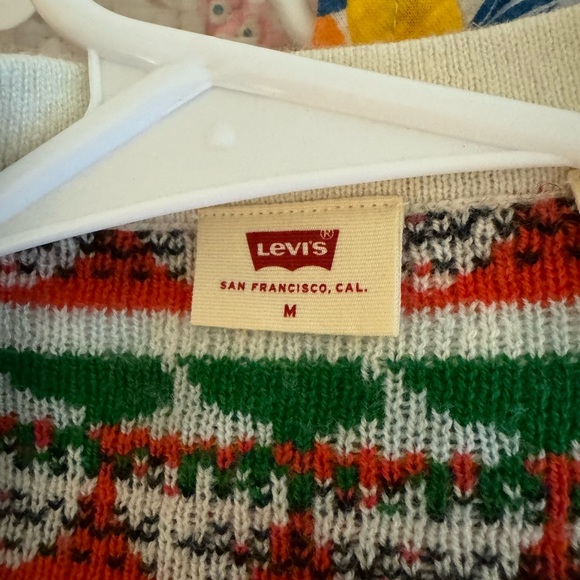 LEVI'S®
SAN FRANCISCO, CAL.
M